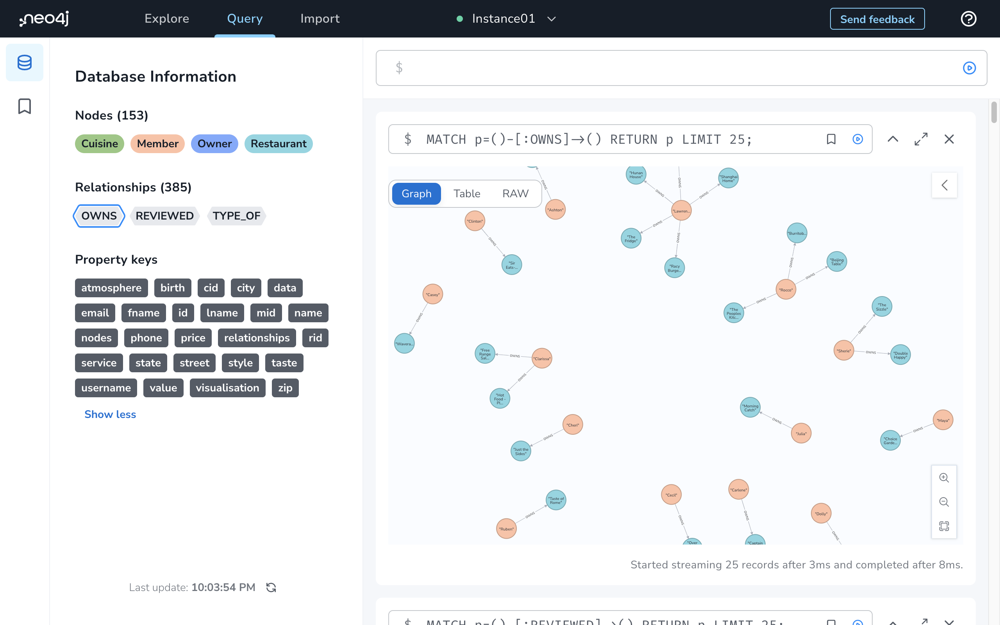 neo4j
Explore
Query
Import
Instance01
Send feedback
Database Information
Nodes (153)
Cuisine
Member
Owner
Restaurant
Relationships (385)
OWNS
REVIEWED
TYPE_OF
Property keys
atmosphere birth cid city data
email fname id lname mid name
nodes phone price relationships rid
service state street style taste
username value visualisation zip
Show less
Last update: 10:03:54 PM
$
$ MATCH p=()-[:OWNS]->() RETURN p LIMIT 25;
Graph Table RAW
OWNS
"Ashton"
"Hunan
House"
OWNS
OWNS
"Shanghai
Home"
OWNS
"Lawren...
OWNS
"The
Fridge"
OWNS
"Racy
Burge...
"Clinton"
OWNS
"Sir
Eats-...
"Burritob...
OWNS
"Beijing
Table"
OWNS
"Rocco"
OWNS
"The
Peoples
Kitc...
"Casey"
OWNS
"Wavera...
"The
Sizzle"
OWNS
"Sherie"
OWNS
"Double
Happy"
"Free
Range
Sal...
OWNS
"Clarissa"
OWNS
"Hot
Food -
Pl...
"Cheri"
OWNS
"Just the
Sides"
"Morning
Catch"
OWNS
"Julia"
"Maya"
OWNS
"Choice
Garde...
"Taste of
Rome"
OWNS
"Ruben"
"Cecil"
OWNS
"Over
"Carlene"
OWNS
"Captain
"Dolly"
OWNS
Started streaming 25 records after 3ms and completed after 8ms.
$ MATCH p=()-[:REVIEWED]->() RETURN p LIMIT 25;